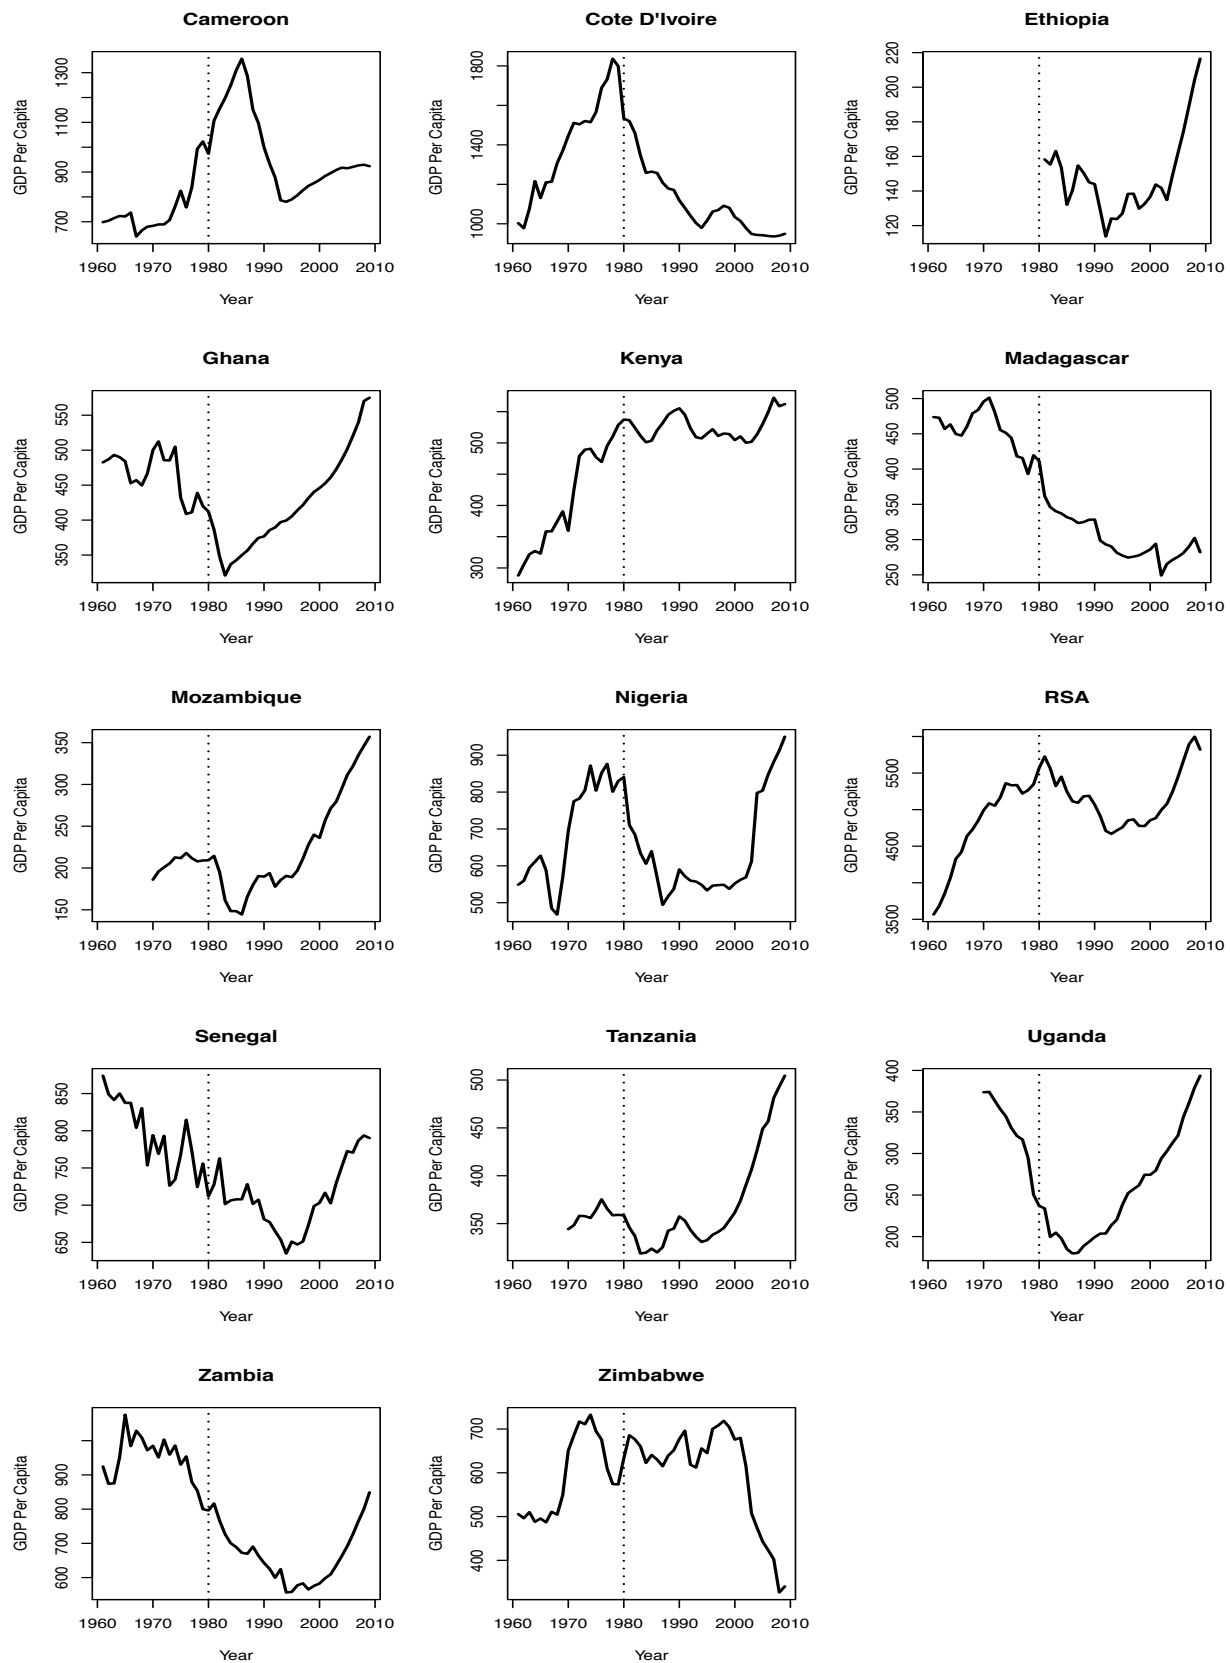 Cameroon
GDP Per Capita
700 900 1100 1300
1960 1970 1980 1990 2000 2010
Year
Cote D'Ivoire
GDP Per Capita
1000 1400 1800
1960 1970 1980 1990 2000 2010
Year
Ethiopia
GDP Per Capita
120 140 160 180 200 220
1960 1970 1980 1990 2000 2010
Year
Ghana
GDP Per Capita
350 400 450 500 550
1960 1970 1980 1990 2000 2010
Year
Kenya
GDP Per Capita
300 400 500
1960 1970 1980 1990 2000 2010
Year
Madagascar
GDP Per Capita
250 300 350 400 450 500
1960 1970 1980 1990 2000 2010
Year
Mozambique
GDP Per Capita
150 200 250 300 350
1960 1970 1980 1990 2000 2010
Year
Nigeria
GDP Per Capita
500 600 700 800 900
1960 1970 1980 1990 2000 2010
Year
RSA
GDP Per Capita
3500 4500 5500
1960 1970 1980 1990 2000 2010
Year
Senegal
GDP Per Capita
650 700 750 800 850
1960 1970 1980 1990 2000 2010
Year
Tanzania
GDP Per Capita
350 400 450 500
1960 1970 1980 1990 2000 2010
Year
Uganda
GDP Per Capita
200 250 300 350 400
1960 1970 1980 1990 2000 2010
Year
Zambia
GDP Per Capita
600 700 800 900
1960 1970 1980 1990 2000 2010
Year
Zimbabwe
GDP Per Capita
400 500 600 700
1960 1970 1980 1990 2000 2010
Year